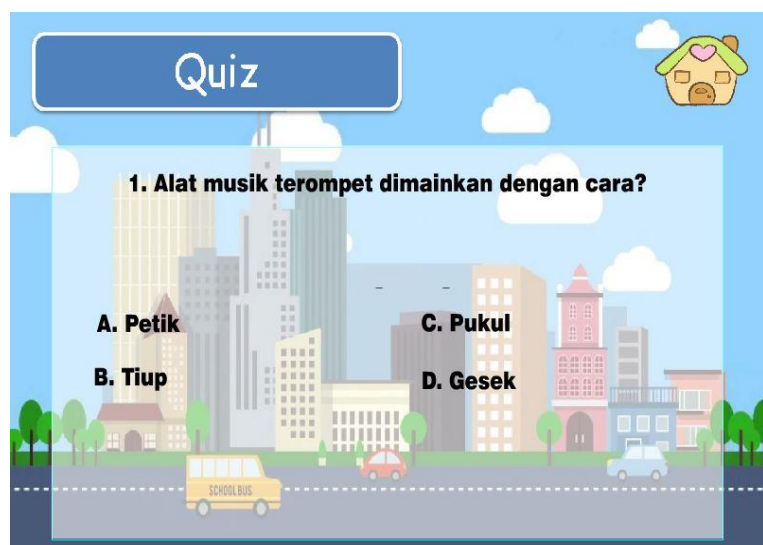 Quiz
1. Alat musik terompet dimainkan dengan cara?
A. Petik
B. Tiup
C. Pukul
D. Gesek
SCHOOL BUS